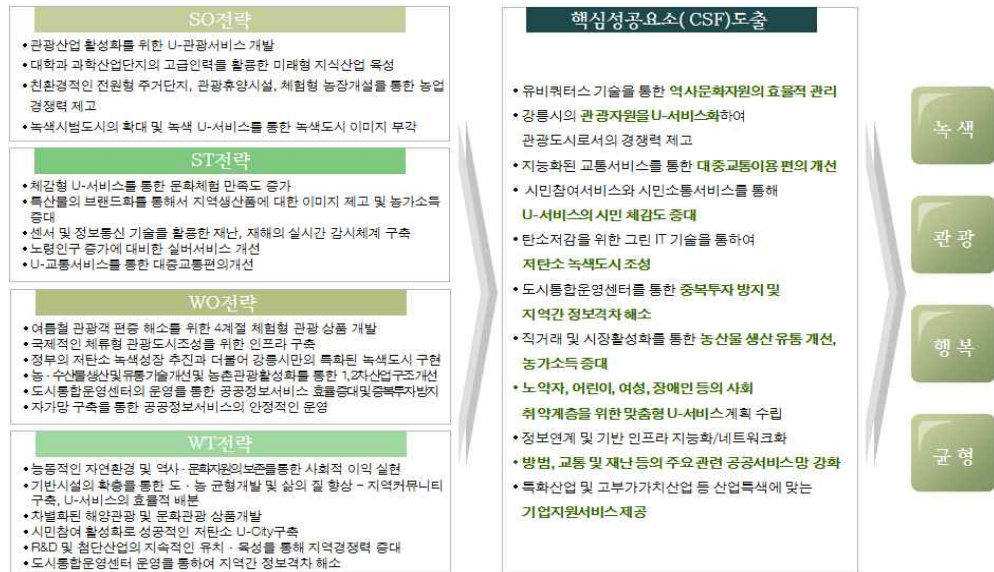 SO전략
• 관광산업 활성화를 위한 U-관광서비스 개발
• 대학과 과학산업단지의 고급인력을 활용한 미래형 지식산업 육성
• 친환경적인 전원형 주거단지, 관광휴양시설, 체험형 농장개설을 통한 농업
경쟁력 제고
• 녹색시범도시의 확대 및 녹색 U-서비스를 통한 녹색도시 이미지 부각
ST전략
• 체감형 U-서비스를 통한 문화체험 만족도 증가
• 특산물의 브랜드화를 통해서 지역생산품에 대한 이미지 제고 및 농가소득
증대
• 센서 및 정보통신 기술을 활용한 재난, 재해의 실시간 감시체계 구축
• 노령인구 증가에 대비한 실버서비스 개선
• U-교통서비스를 통한 대중교통편의개선
WO전략
• 여름철 관광객 편중 해소를 위한 4계절 체험형 관광 상품 개발
• 국제적인 체류형 관광도시조성을 위한 인프라 구축
• 정부의 저탄소 녹색성장 추진과 더불어 강릉시만의 특화된 녹색도시 구현
• 농·수산물생산및유통기술개선및농촌관광활성화를 통한 1,2차산업구조개선
• 도시통합운영센터의 운영을 통한 공공정보서비스 효율증대및중복투자방지
• 자가망 구축을 통한 공공정보서비스의 안정적인 운영
WT전략
• 능동적인 자연환경 및 역사·문화자원의보존을통한 사회적 이익 실현
• 기반시설의 확충을 통한 도·농 균형개발 및 삶의 질 향상 – 지역커뮤니티
구축, U-서비스의 효율적 배분
• 차별화된 해양관광 및 문화관광 상품개발
• 시민참여 활성화로 성공적인 저탄소 U-City구축
• R&D 및 첨단산업의 지속적인 유치·육성을 통해 지역경쟁력 증대
• 도시통합운영센터 운영을 통하여 지역간 정보격차 해소
핵심성공요소(CSF)도출
• 유비쿼터스 기술을 통한 역사문화자원의 효율적 관리
• 강릉시의 관광자원을 U-서비스화하여
관광도시로서의 경쟁력 제고
• 지능화된 교통서비스를 통한 대중교통이용 편의 개선
• 시민참여서비스와 시민소통서비스를 통해
U-서비스의 시민 체감도 증대
• 탄소저감을 위한 그린 IT 기술을 통하여
저탄소 녹색도시 조성
• 도시통합운영센터를 통한 중복투자 방지 및
지역간 정보격차 해소
• 직거래 및 시장활성화를 통한 농산물 생산 유통 개선,
농가소득 증대
• 노약자, 어린이, 여성, 장애인 등의 사회
취약계층을 위한 맞춤형 U-서비스 계획 수립
• 정보연계 및 기반 인프라 지능화/네트워크화
• 방범, 교통 및 재난 등의 주요 관련 공공서비스망 강화
• 특화산업 및 고부가가치산업 등 산업특색에 맞는
기업지원서비스 제공
녹색
관광
행복
균형